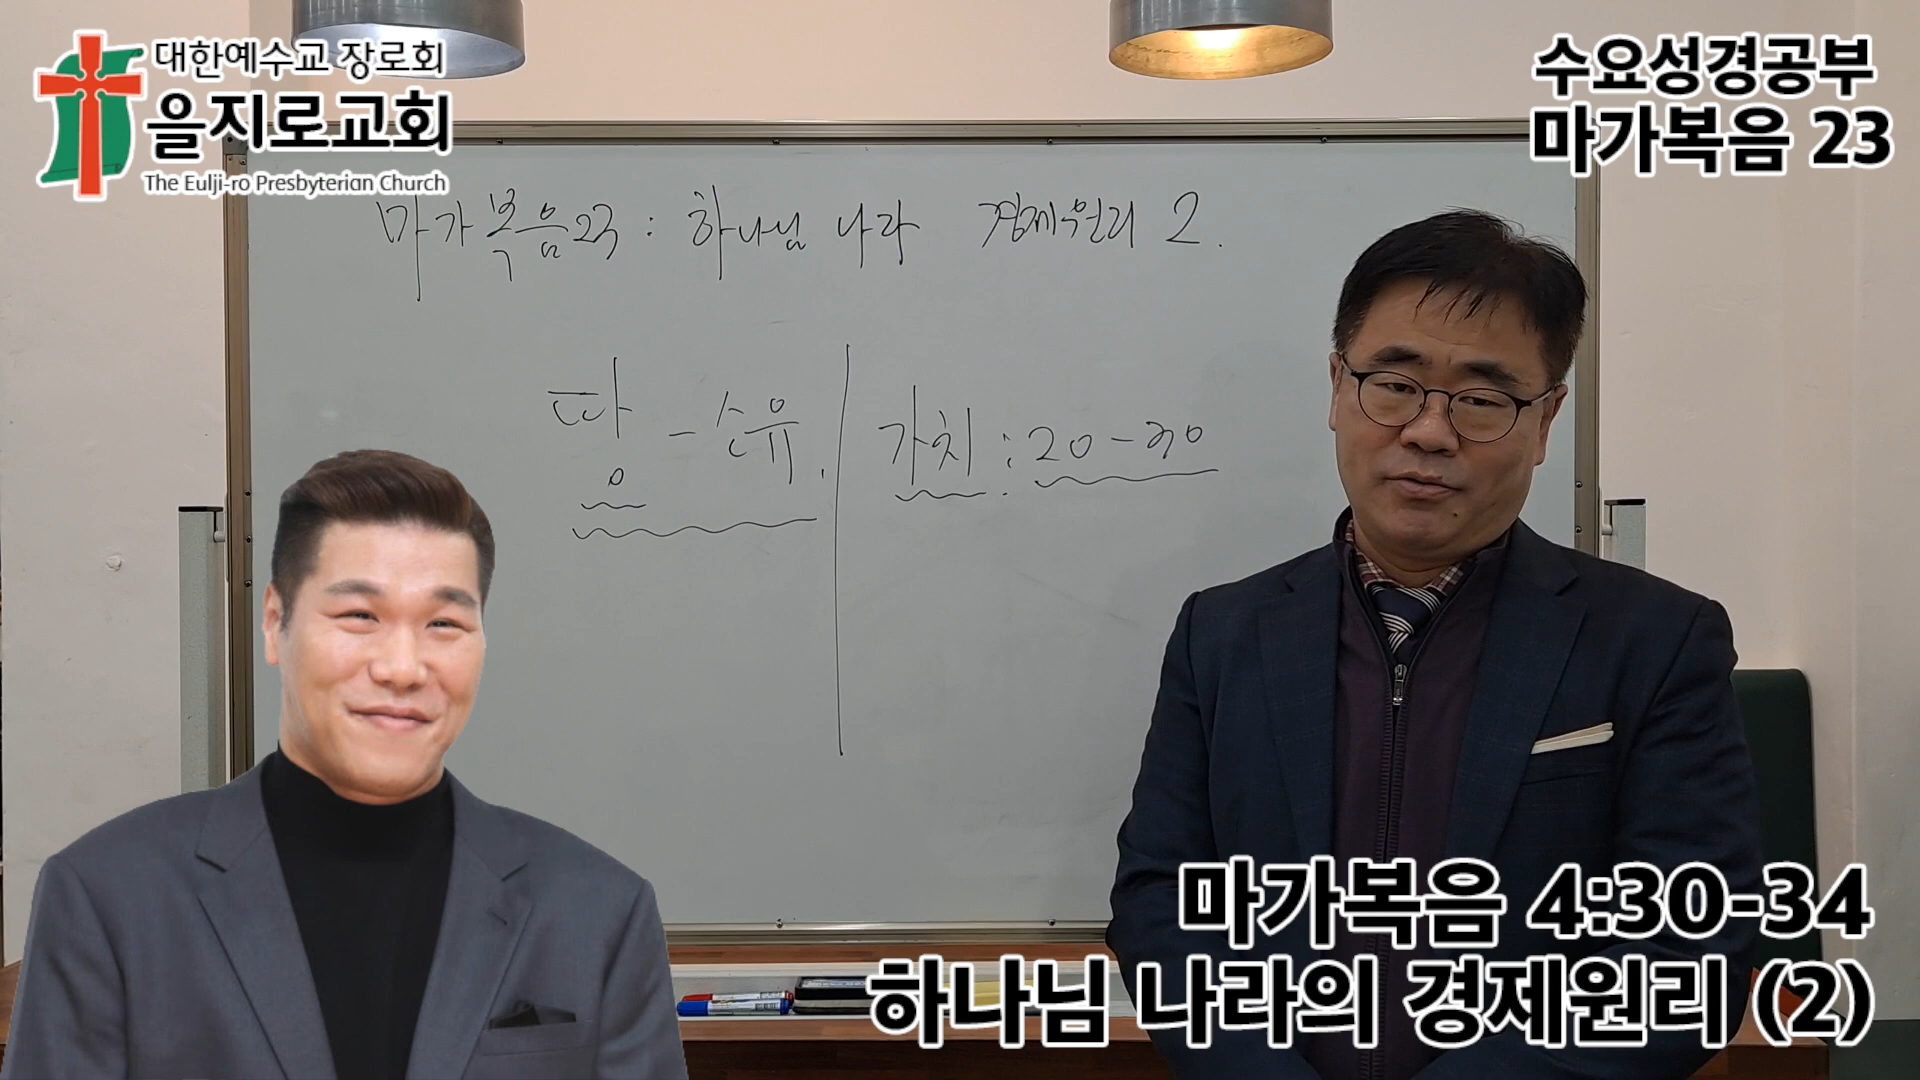 대한예수교 장로회
을지로교회
The Eulji-ro Presbyterian Church
수요성경공부
마가복음 23
마가복음23 : 하나님 나라 경제원리 2.
땅 - 소유.
가치 : 20-30
마가복음 4:30-34
하나님 나라의 경제원리 (2)